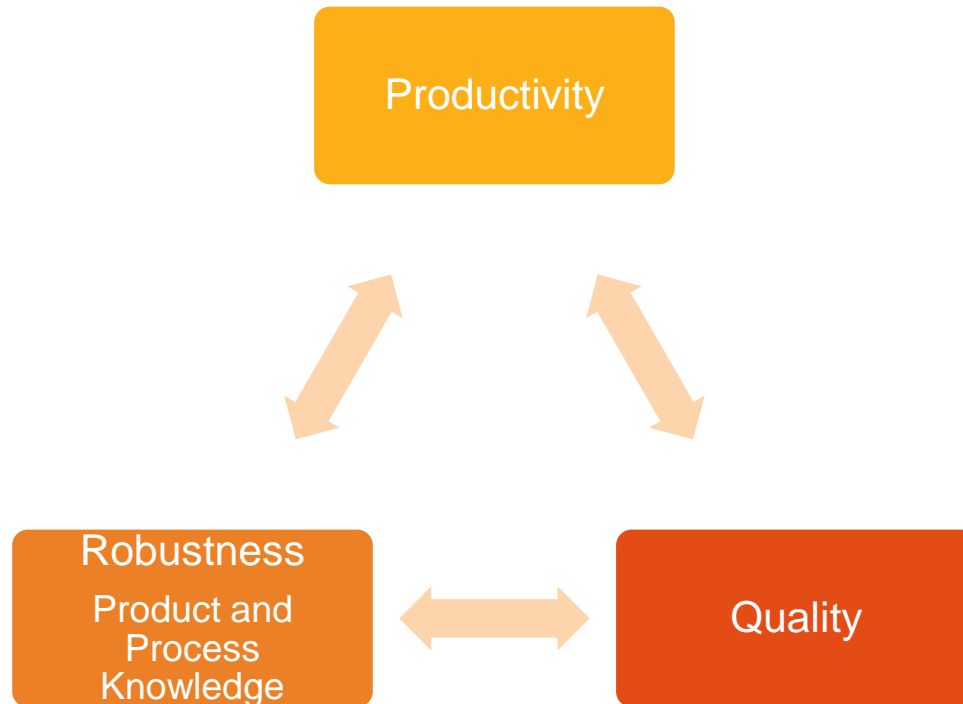 Productivity
Robustness
Product and
Process
Knowledge
Quality